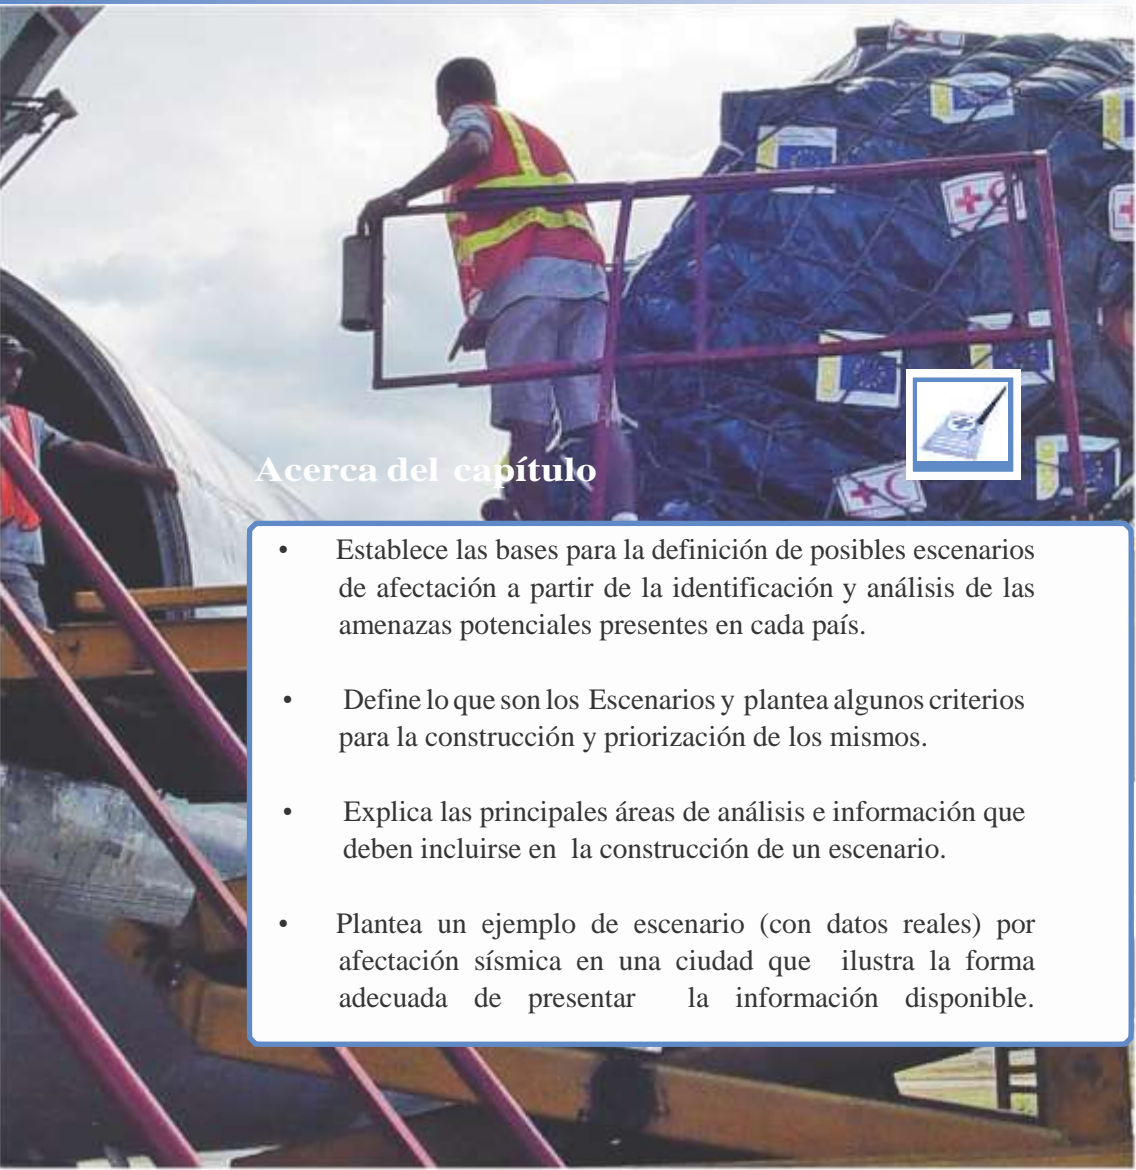 Acerca del capítulo
• Establece las bases para la definición de posibles escenarios
de afectación a partir de la identificación y análisis de las
amenazas potenciales presentes en cada país.
• Define lo que son los Escenarios y plantea algunos criterios
para la construcción y priorización de los mismos.
• Explica las principales áreas de análisis e información que
deben incluirse en la construcción de un escenario.
• Plantea un ejemplo de escenario (con datos reales) por
afectación sísmica en una ciudad que ilustra la forma
adecuada de presentar la información disponible.